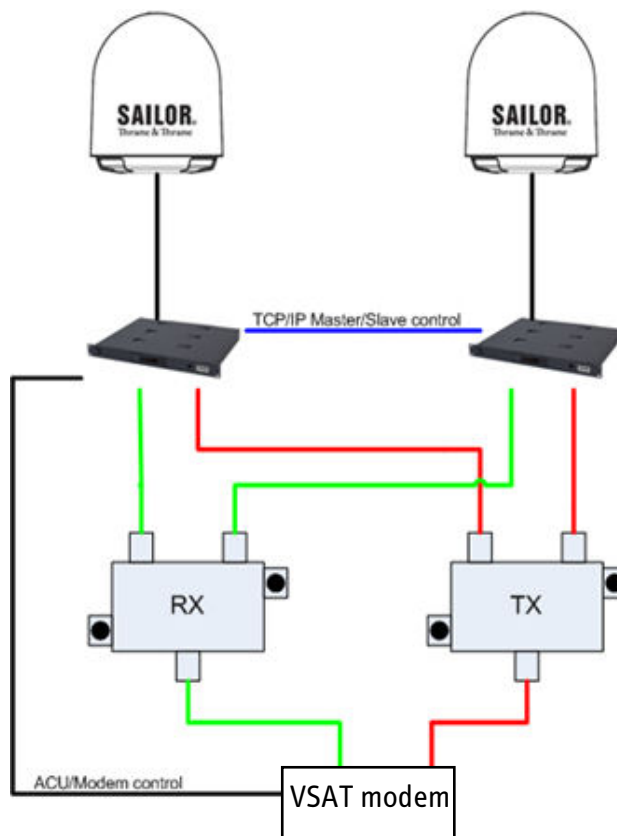 SAILOR®
Thrane & Thrane
SAILOR®
Thrane & Thrane
TCP/IP Master/Slave control
RX
TX
ACU/Modem control
VSAT modem